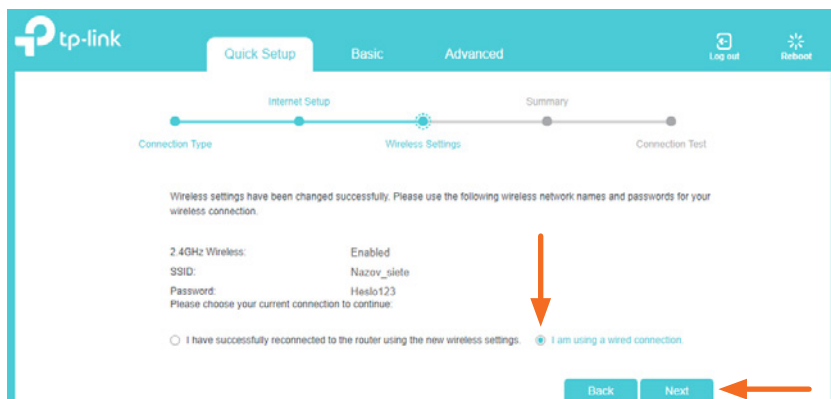 tp-link
Quick Setup
Basic
Advanced
Log out
Reboot
Internet Setup
Summary
Connection Type
Wireless Settings
Connection Test
Wireless settings have been changed successfully. Please use the following wireless network names and passwords for your
wireless connection.
2.4GHz Wireless: Enabled
SSID: Nazov_siete
Password: Heslo123
Please choose your current connection to continue:
I have successfully reconnected to the router using the new wireless settings.
I am using a wired connection.
Back
Next